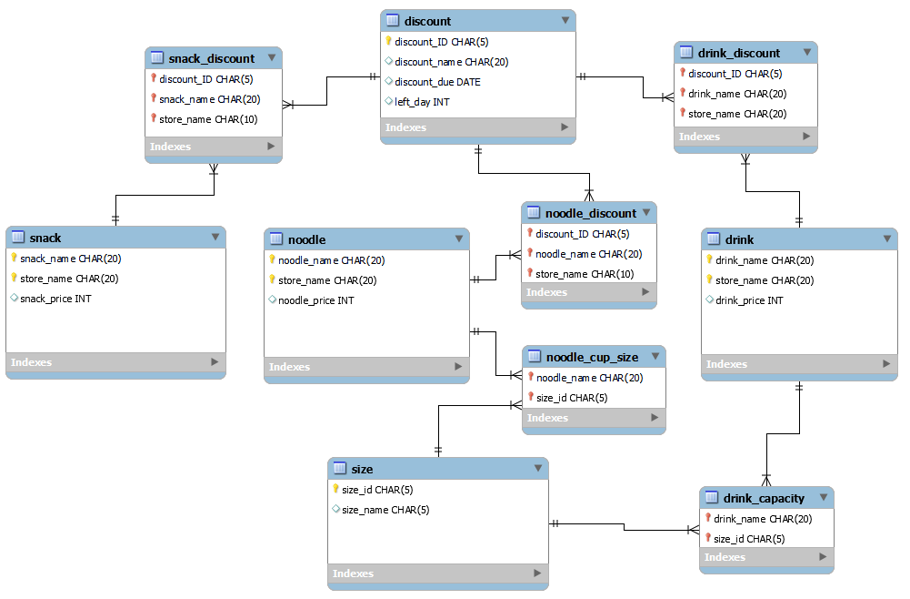 discount
discount_ID CHAR(5)
discount_name CHAR(20)
discount_due DATE
left_day INT
Indexes
snack_discount
discount_ID CHAR(5)
snack_name CHAR(20)
store_name CHAR(10)
Indexes
drink_discount
discount_ID CHAR(5)
drink_name CHAR(20)
store_name CHAR(20)
Indexes
snack
snack_name CHAR(20)
store_name CHAR(20)
snack_price INT
Indexes
noodle
noodle_name CHAR(20)
store_name CHAR(20)
noodle_price INT
Indexes
noodle_discount
discount_ID CHAR(5)
noodle_name CHAR(20)
store_name CHAR(10)
Indexes
drink
drink_name CHAR(20)
store_name CHAR(20)
drink_price INT
Indexes
noodle_cup_size
noodle_name CHAR(20)
size_id CHAR(5)
Indexes
size
size_id CHAR(5)
size_name CHAR(5)
Indexes
drink_capacity
drink_name CHAR(20)
size_id CHAR(5)
Indexes